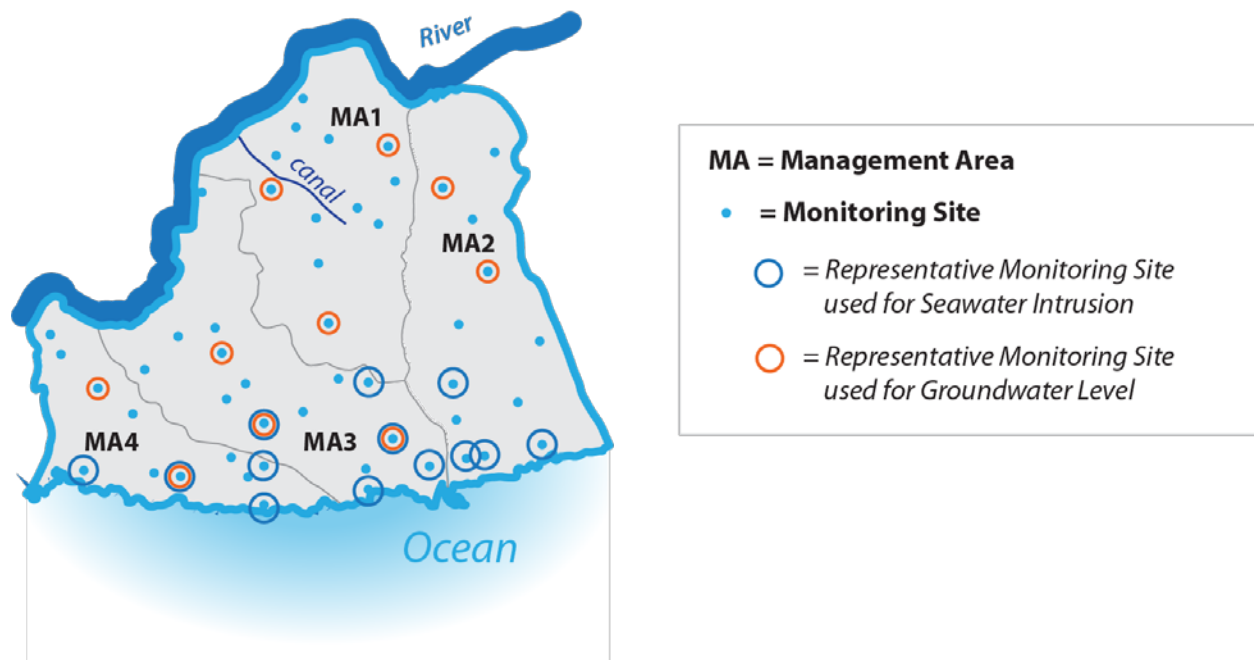 River
MA1
canal
MA2
MA4
MA3
Ocean
MA = Management Area
= Monitoring Site
= Representative Monitoring Site
used for Seawater Intrusion
= Representative Monitoring Site
used for Groundwater Level